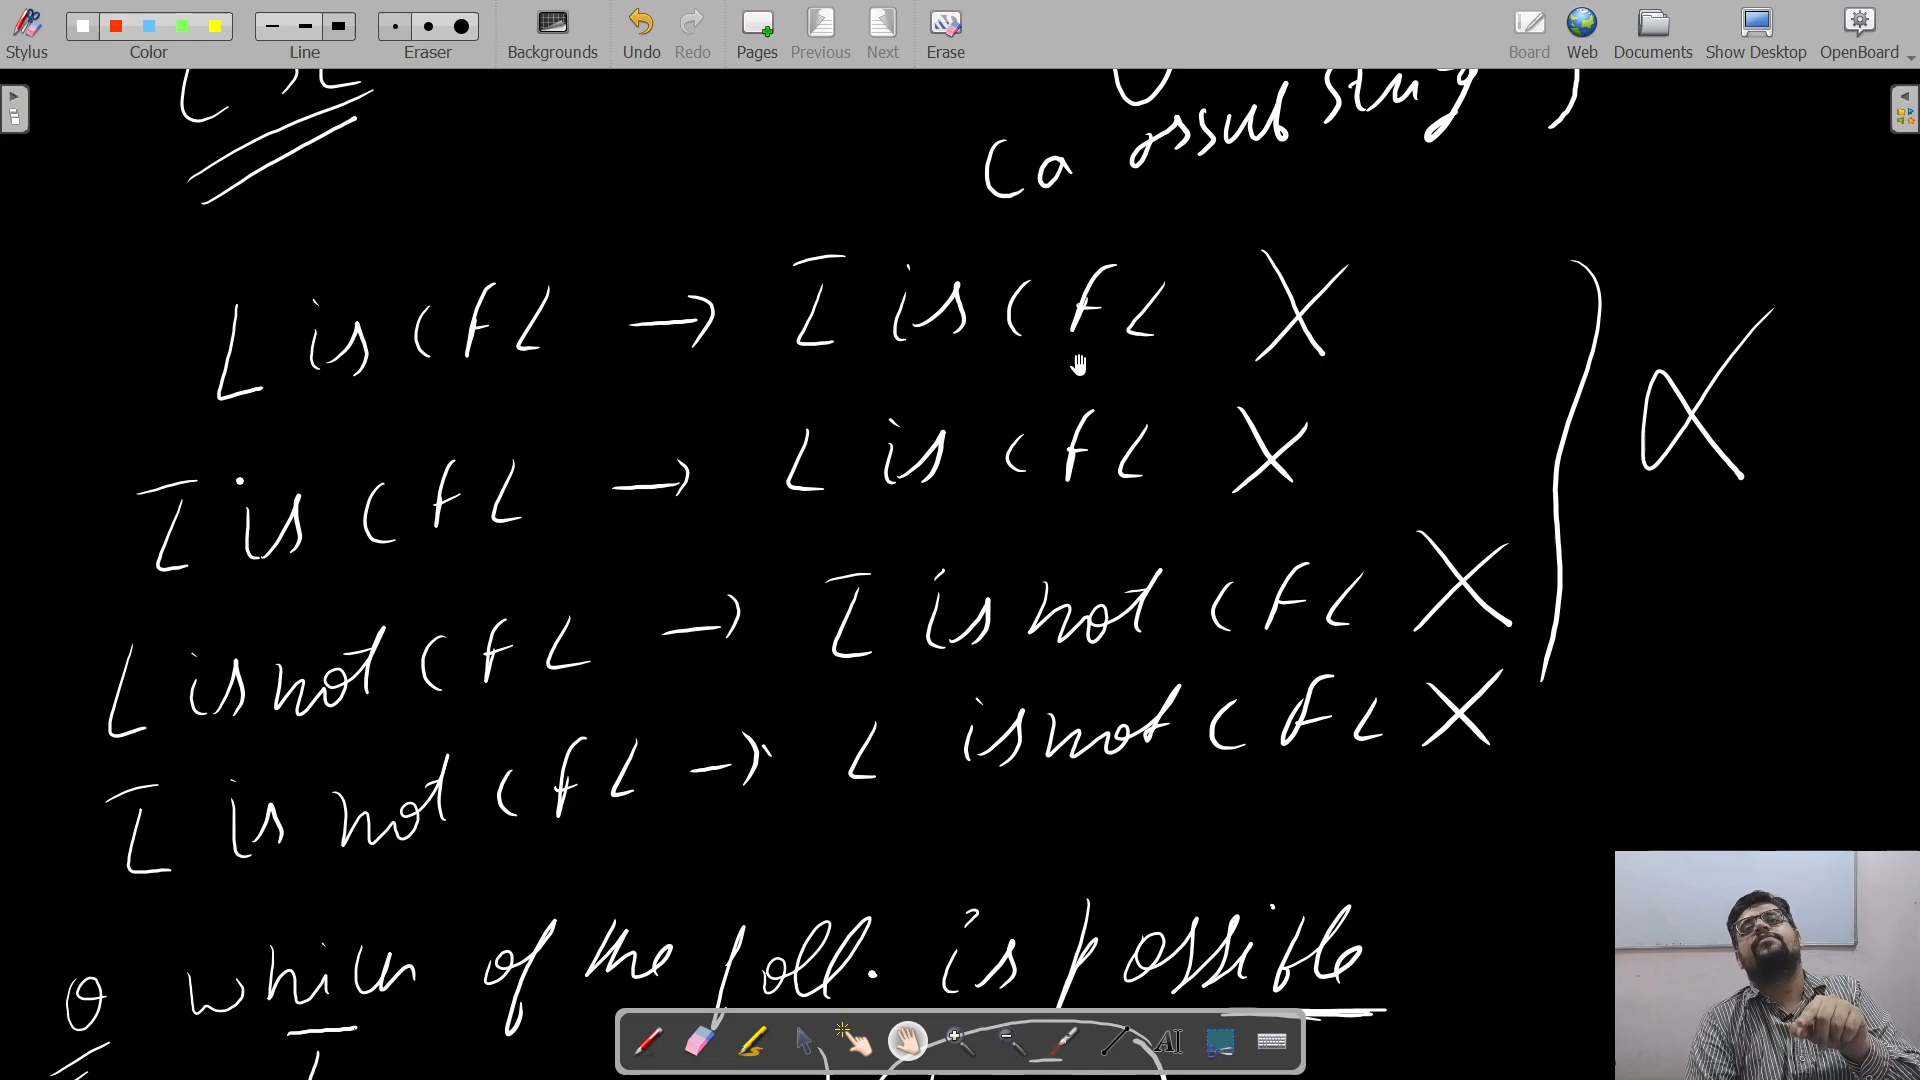 Stylus Color Line Eraser Backgrounds Undo Redo Pages Previous Next Erase Board Web Documents Show Desktop OpenBoard
(a as substring)
L is CFL → L̅ is CFL X
L̅ is CFL → L is CFL X
L is not CFL → L̅ is not CFL X
L̅ is not CFL → L is not CFL X
Q which of the foll. is possible
AI